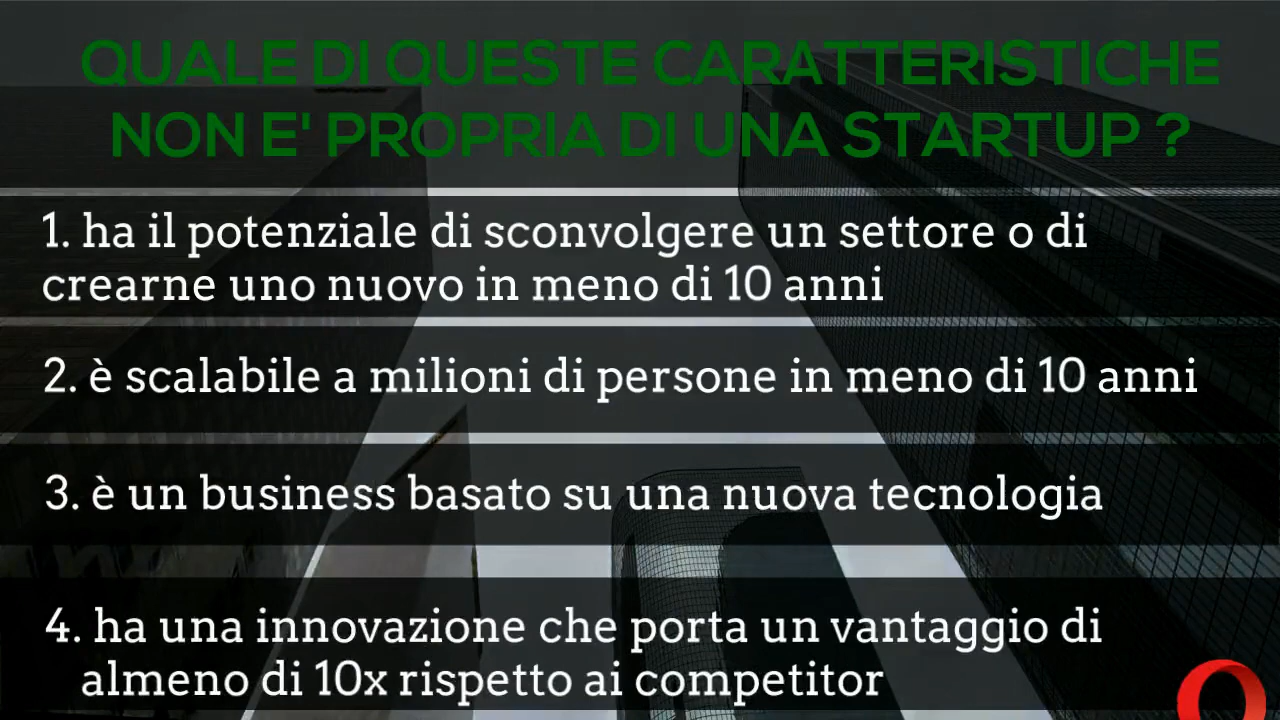 QUALE DI QUESTE CARATTERISTICHE
NON E' PROPRIA DI UNA STARTUP ?
1. ha il potenziale di sconvolgere un settore o di
crearne uno nuovo in meno di 10 anni
2. è scalabile a milioni di persone in meno di 10 anni
3. è un business basato su una nuova tecnologia
4. ha una innovazione che porta un vantaggio di
almeno di 10x rispetto ai competitor